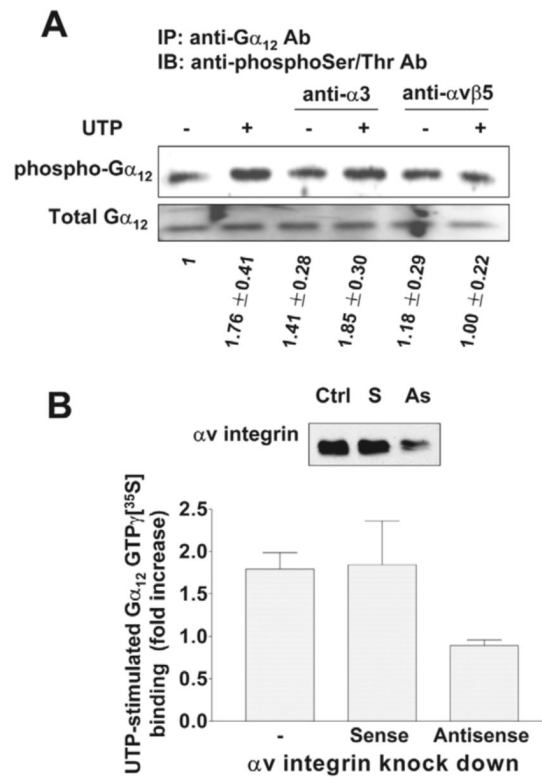 A
IP: anti-Gα12 Ab
IB: anti-phosphoSer/Thr Ab
anti-α3 anti-αvβ5
UTP - + - + - +
phospho-Gα12
Total Gα12
1 1.76 ±0.41 1.41 ±0.28 1.85 ±0.30 1.18 ±0.29 1.00 ±0.22
B
Ctrl S As
αv integrin
UTP-stimulated Gα12 GTPγ[35S]
binding (fold increase)
2.5
2.0
1.5
1.0
0.5
0.0
- Sense Antisense
αv integrin knock down